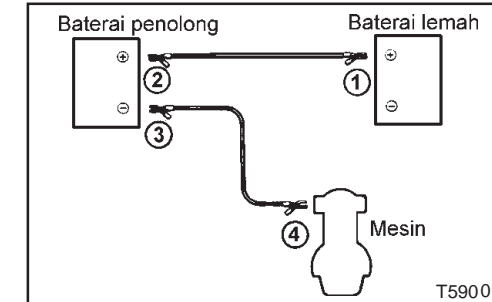 Baterai penolong
Baterai lemah
+
+
2
1
−
−
3
4
Mesin
T5900